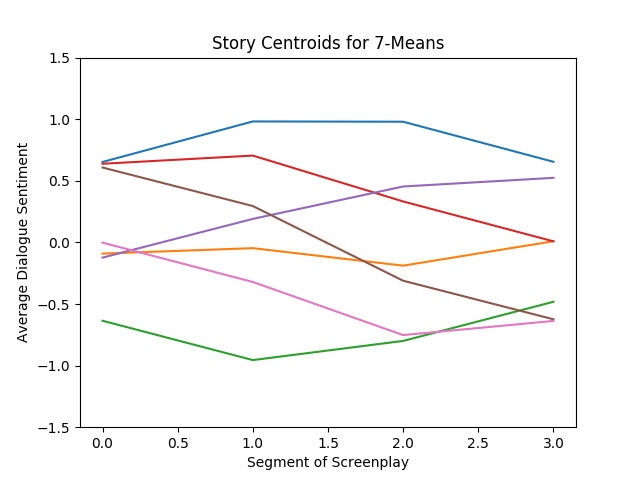 Story Centroids for 7-Means
1.5
1.0
0.5
0.0
−0.5
−1.0
−1.5
Average Dialogue Sentiment
0.0 0.5 1.0 1.5 2.0 2.5 3.0
Segment of Screenplay